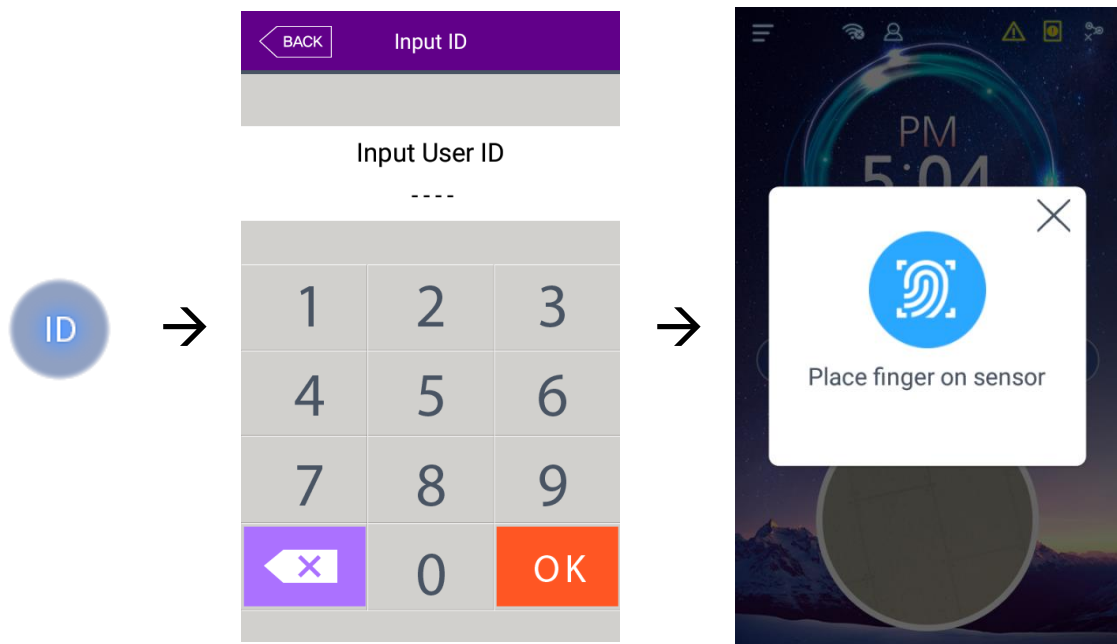 ID
BACK
Input ID
Input User ID
----
1 2 3
4 5 6
7 8 9
0 OK
PM
5:04
Place finger on sensor